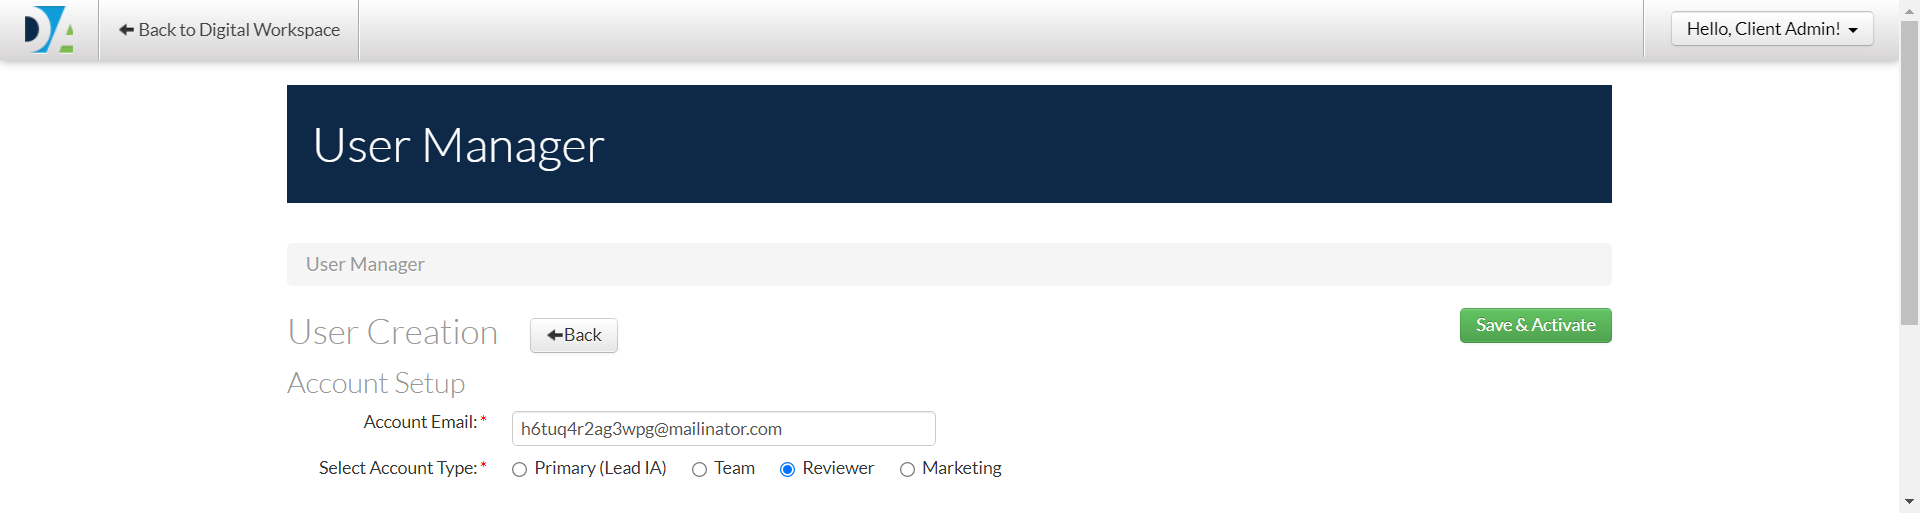 DA
Back to Digital Workspace
Hello, Client Admin!
User Manager
User Manager
User Creation
Back
Save & Activate
Account Setup
Account Email: *
h6tuq4r2ag3wpg@mailinator.com
Select Account Type: * Primary (Lead IA) Team Reviewer Marketing